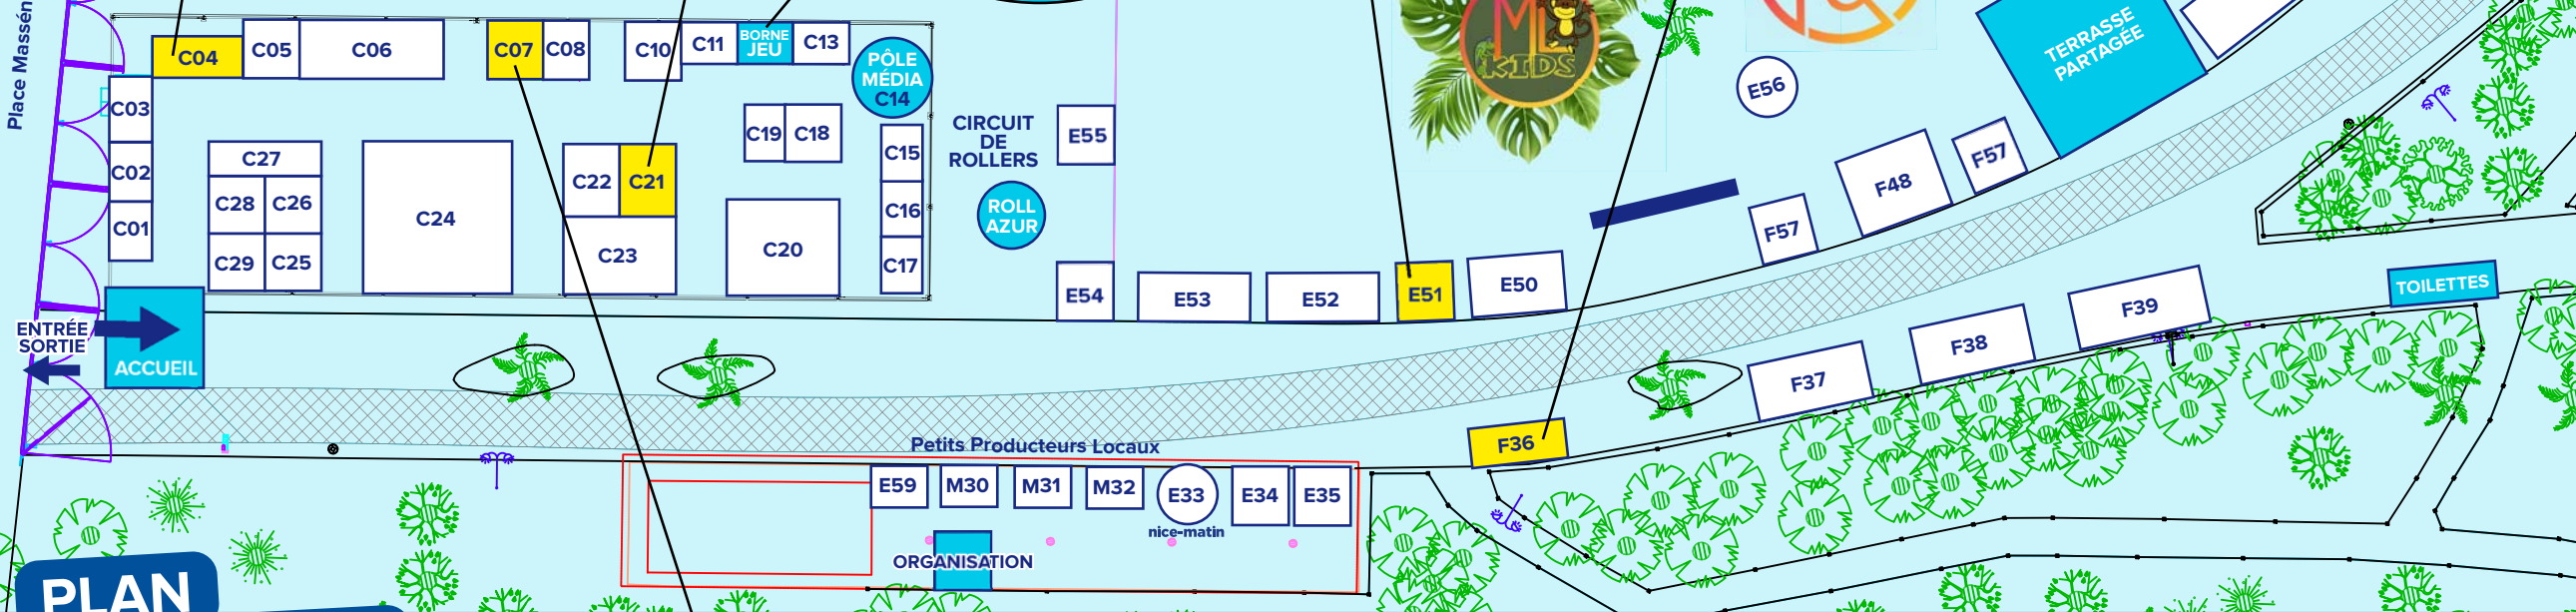 Place Massén
C04
C05
C06
C07
C08
C10
C11
BORNE
JEU
C13
PÔLE
MÉDIA
C14
C03
C02
C01
C27
C28
C26
C29
C25
C24
C22
C21
C23
C19
C18
C20
C15
C16
C17
CIRCUIT
DE
ROLLERS
ROLL
AZUR
E55
E54
E53
E52
E51
E50
ML
KIDS
E56
TERRASSE
PARTAGÉE
F57
F48
F57
F36
F37
F38
F39
TOILETTES
ENTRÉE
SORTIE
ACCUEIL
Petits Producteurs Locaux
E59
M30
M31
M32
E33
nice-matin
E34
E35
ORGANISATION
PLAN